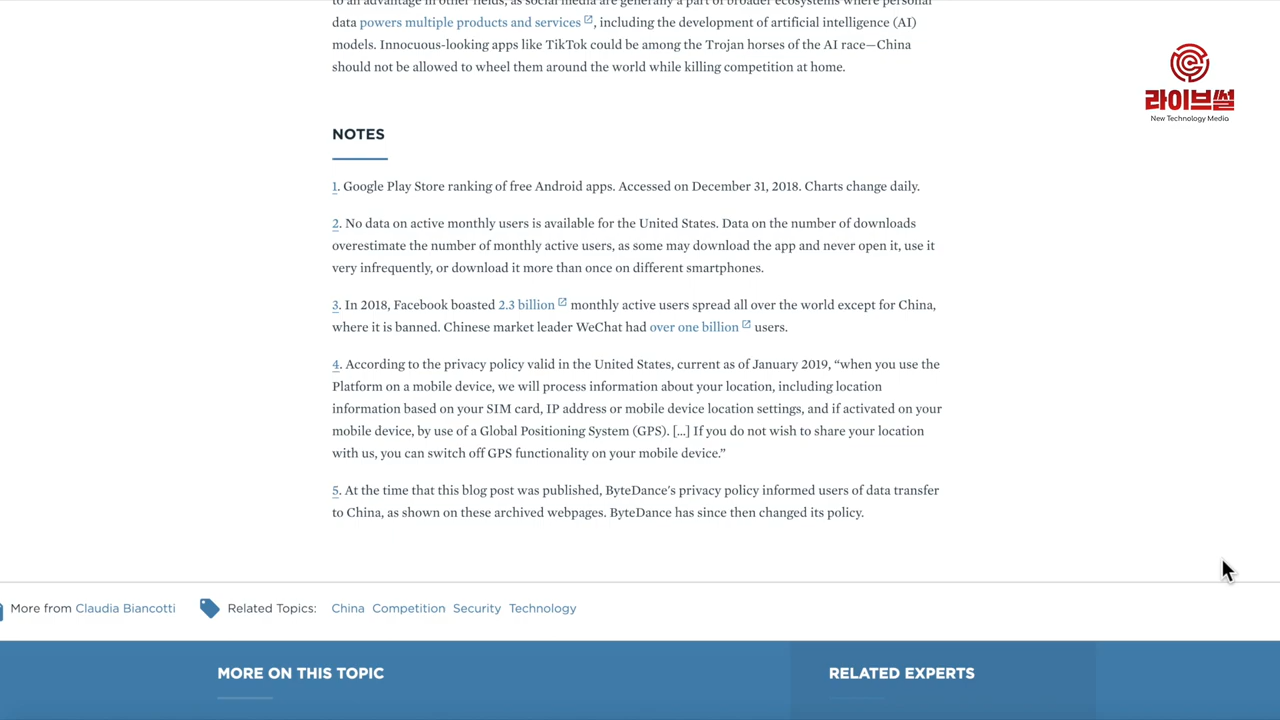 to an advantage in other fields, as social media are generally a part of broader ecosystems where personal
data powers multiple products and services, including the development of artificial intelligence (AI)
models. Innocuous-looking apps like TikTok could be among the Trojan horses of the AI race—China
should not be allowed to wheel them around the world while killing competition at home.
라이브썰
New Technology Media
NOTES
1. Google Play Store ranking of free Android apps. Accessed on December 31, 2018. Charts change daily.
2. No data on active monthly users is available for the United States. Data on the number of downloads
overestimate the number of monthly active users, as some may download the app and never open it, use it
very infrequently, or download it more than once on different smartphones.
3. In 2018, Facebook boasted 2.3 billion monthly active users spread all over the world except for China,
where it is banned. Chinese market leader WeChat had over one billion users.
4. According to the privacy policy valid in the United States, current as of January 2019, “when you use the
Platform on a mobile device, we will process information about your location, including location
information based on your SIM card, IP address or mobile device location settings, and if activated on your
mobile device, by use of a Global Positioning System (GPS). [...] If you do not wish to share your location
with us, you can switch off GPS functionality on your mobile device.”
5. At the time that this blog post was published, ByteDance's privacy policy informed users of data transfer
to China, as shown on these archived webpages. ByteDance has since then changed its policy.
More from Claudia Biancotti Related Topics: China Competition Security Technology
MORE ON THIS TOPIC
RELATED EXPERTS